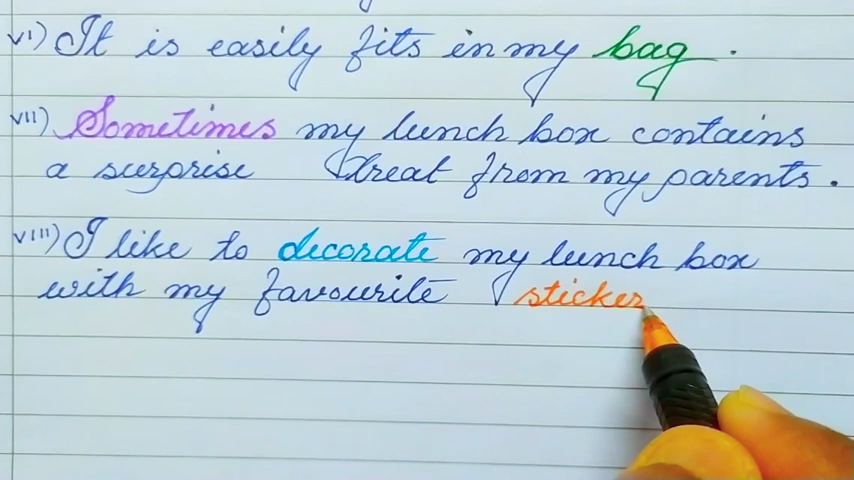 VI) It is easily fits in my bag.
VII) Sometimes my lunch box contains
a surprise treat from my parents.
VIII) I like to decorate my lunch box
with my favourite sticker